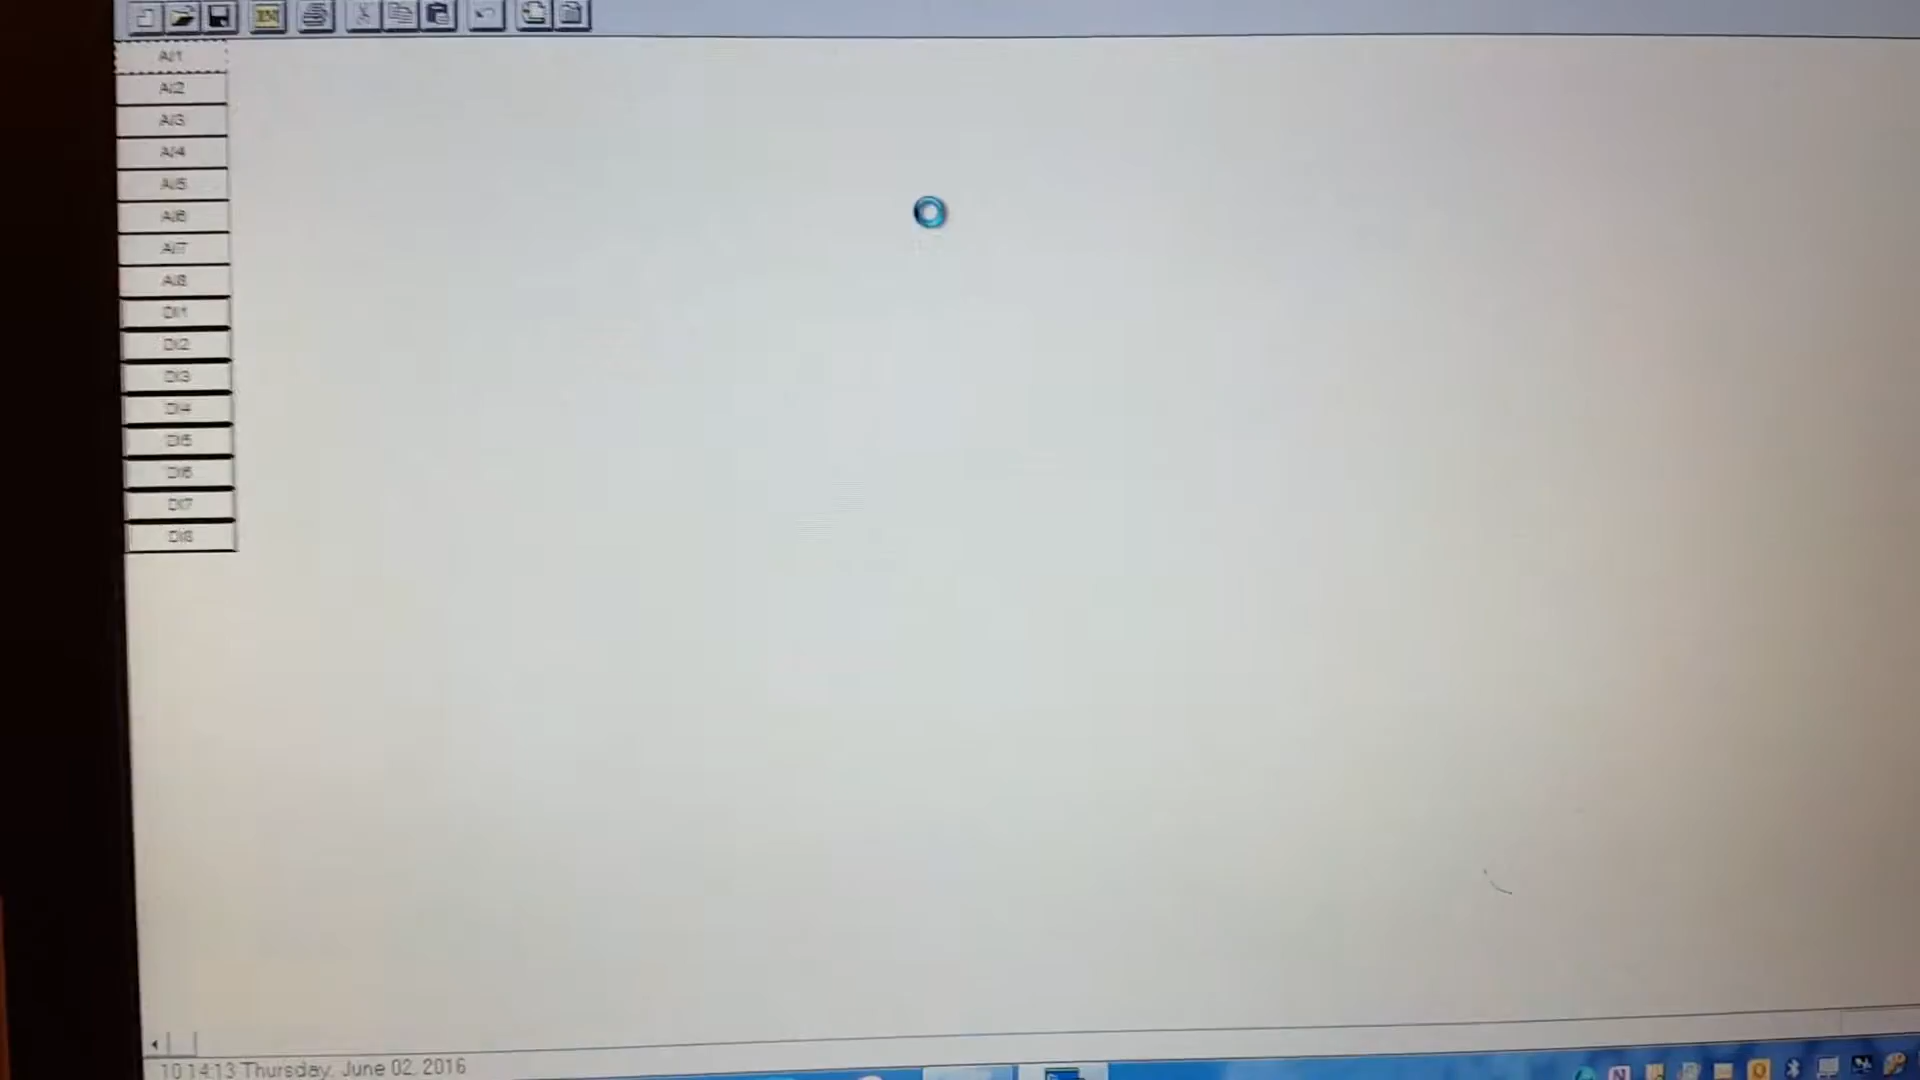 AI1
AI2
AI3
AI4
AI5
AI6
AI7
AI8
DI1
DI2
DI3
DI4
DI5
DI6
DI7
DI8
10:14:13 Thursday, June 02, 2016